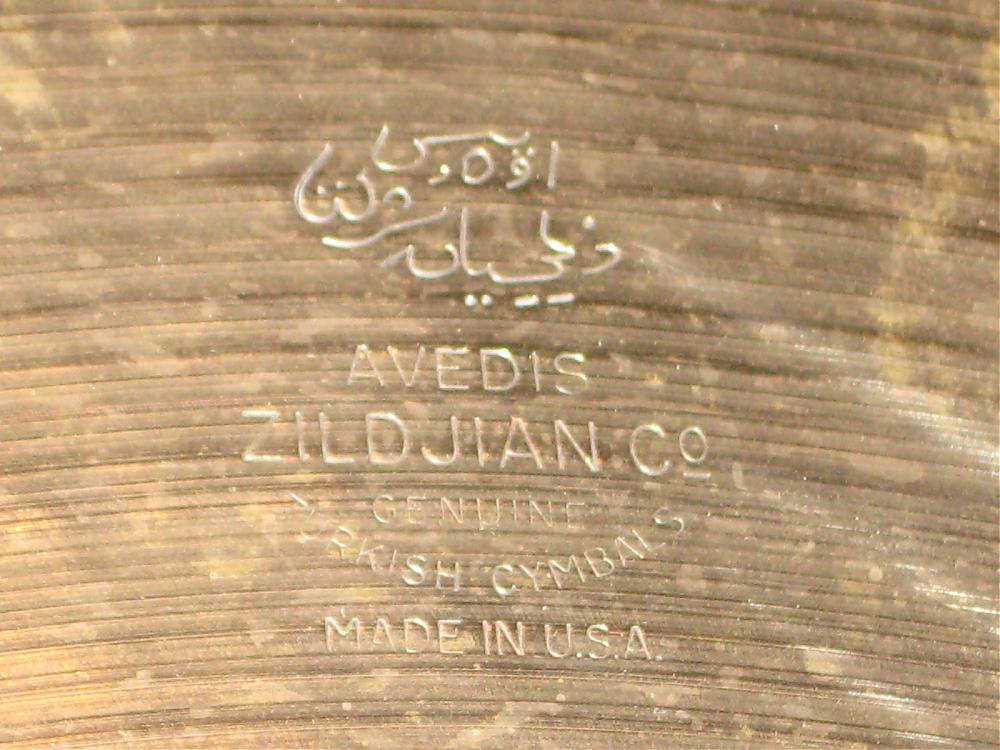 AVEDIS
ZILDJIAN Co
GENUINE
TURKISH CYMBALS
MADE IN U.S.A.